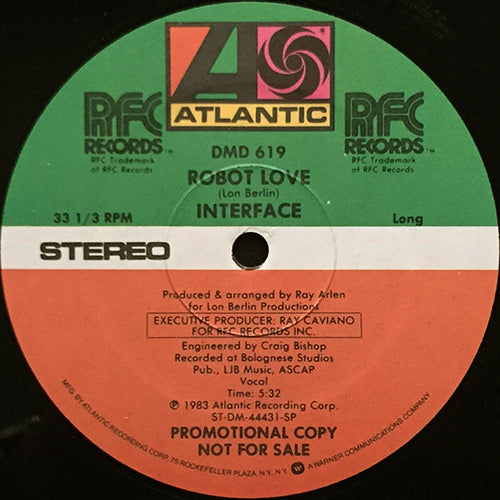 ATLANTIC
RFC
RECORDS™
RFC Trademark
of RFC Records
RFC
RECORDS™
RFC Trademark
of RFC Records
DMD 619
ROBOT LOVE
(Lon Berlin)
INTERFACE
33 1/3 RPM
Long
STEREO
Produced & arranged by Ray Arlen
for Lon Berlin Productions
EXECUTIVE PRODUCER: RAY CAVIANO
FOR RFC RECORDS INC.
Engineered by Craig Bishop
Recorded at Bolognese Studios
Pub., LJB Music, ASCAP
Vocal
Time: 5:32
℗ 1983 Atlantic Recording Corp.
ST-DM-44431-SP
PROMOTIONAL COPY
NOT FOR SALE
MFG. BY ATLANTIC RECORDING CORP. 75 ROCKEFELLER PLAZA, N.Y., N.Y. A WARNER COMMUNICATIONS COMPANY